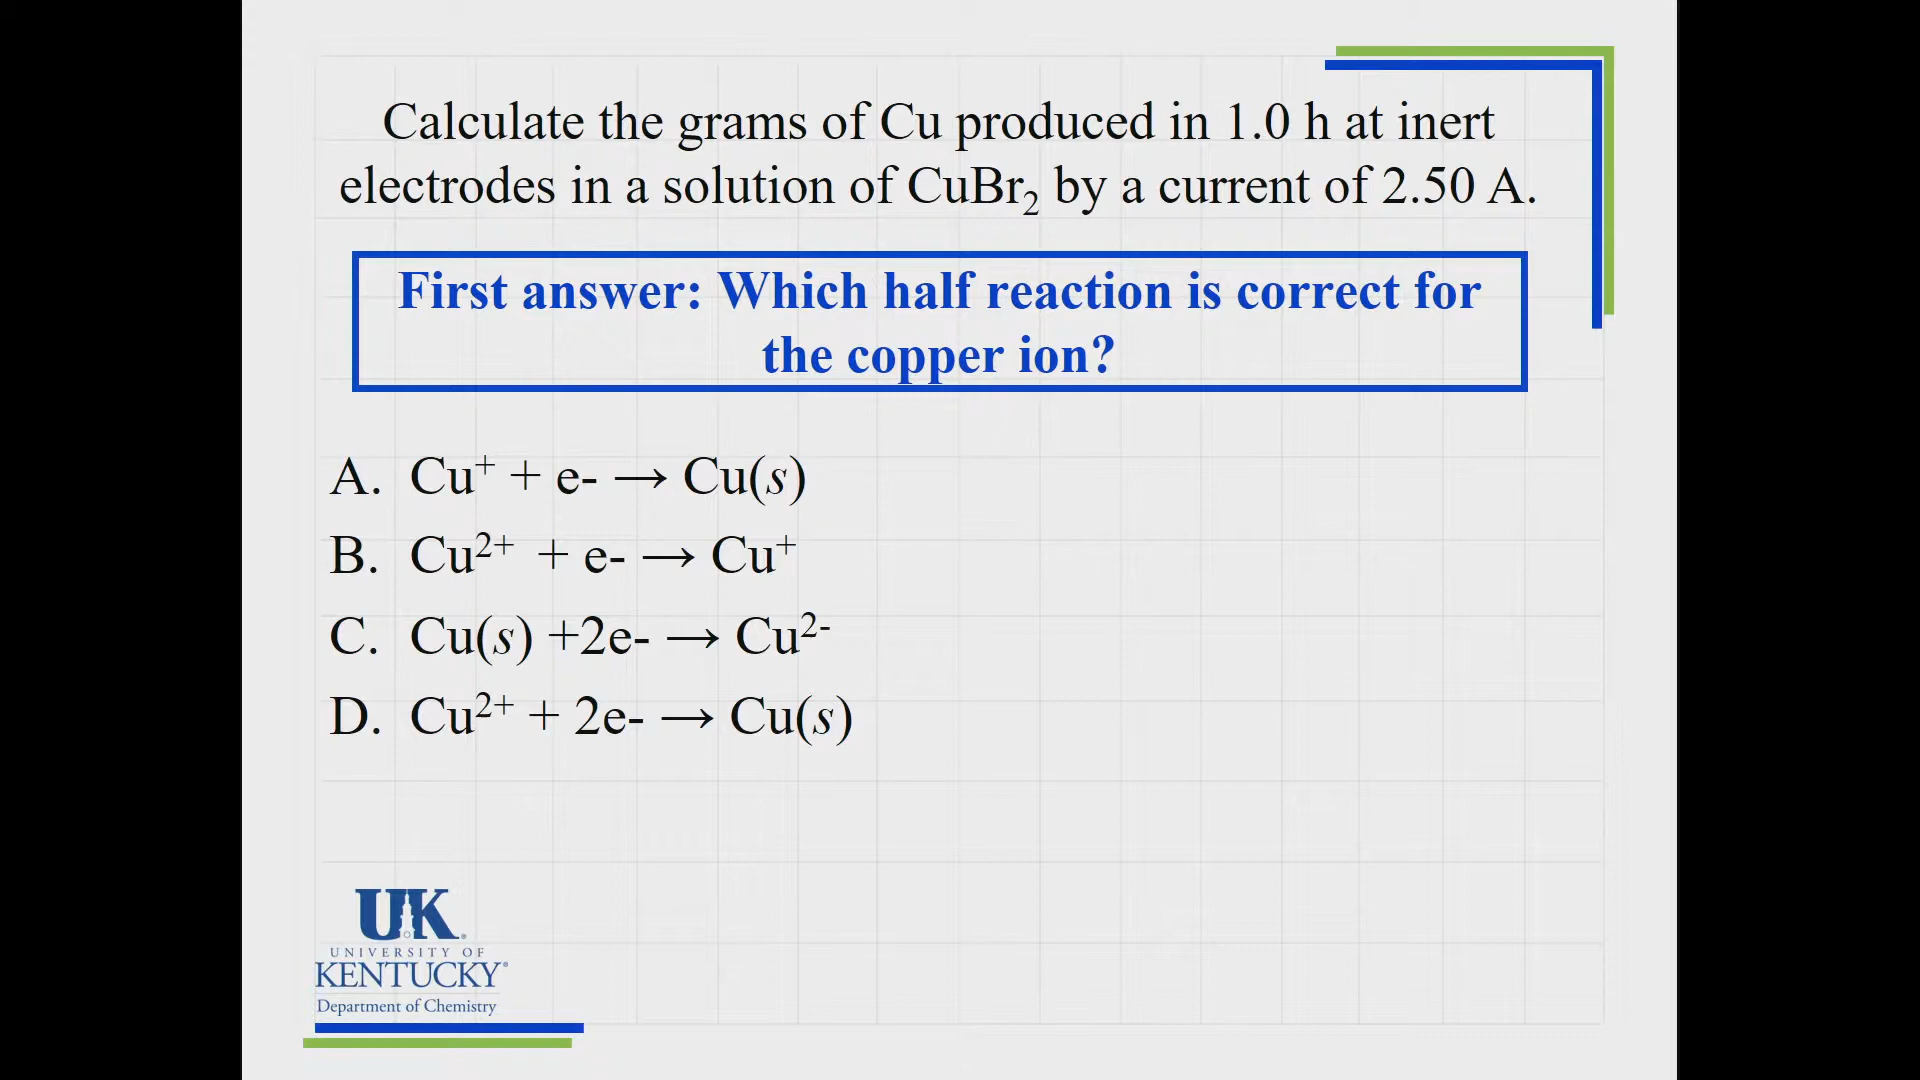 Calculate the grams of Cu produced in 1.0 h at inert
electrodes in a solution of CuBr₂ by a current of 2.50 A.
First answer: Which half reaction is correct for
the copper ion?
A. Cu⁺ + e- → Cu(s)
B. Cu²⁺ + e- → Cu⁺
C. Cu(s) +2e- → Cu²⁻
D. Cu²⁺ + 2e- → Cu(s)
UK
UNIVERSITY OF
KENTUCKY
Department of Chemistry